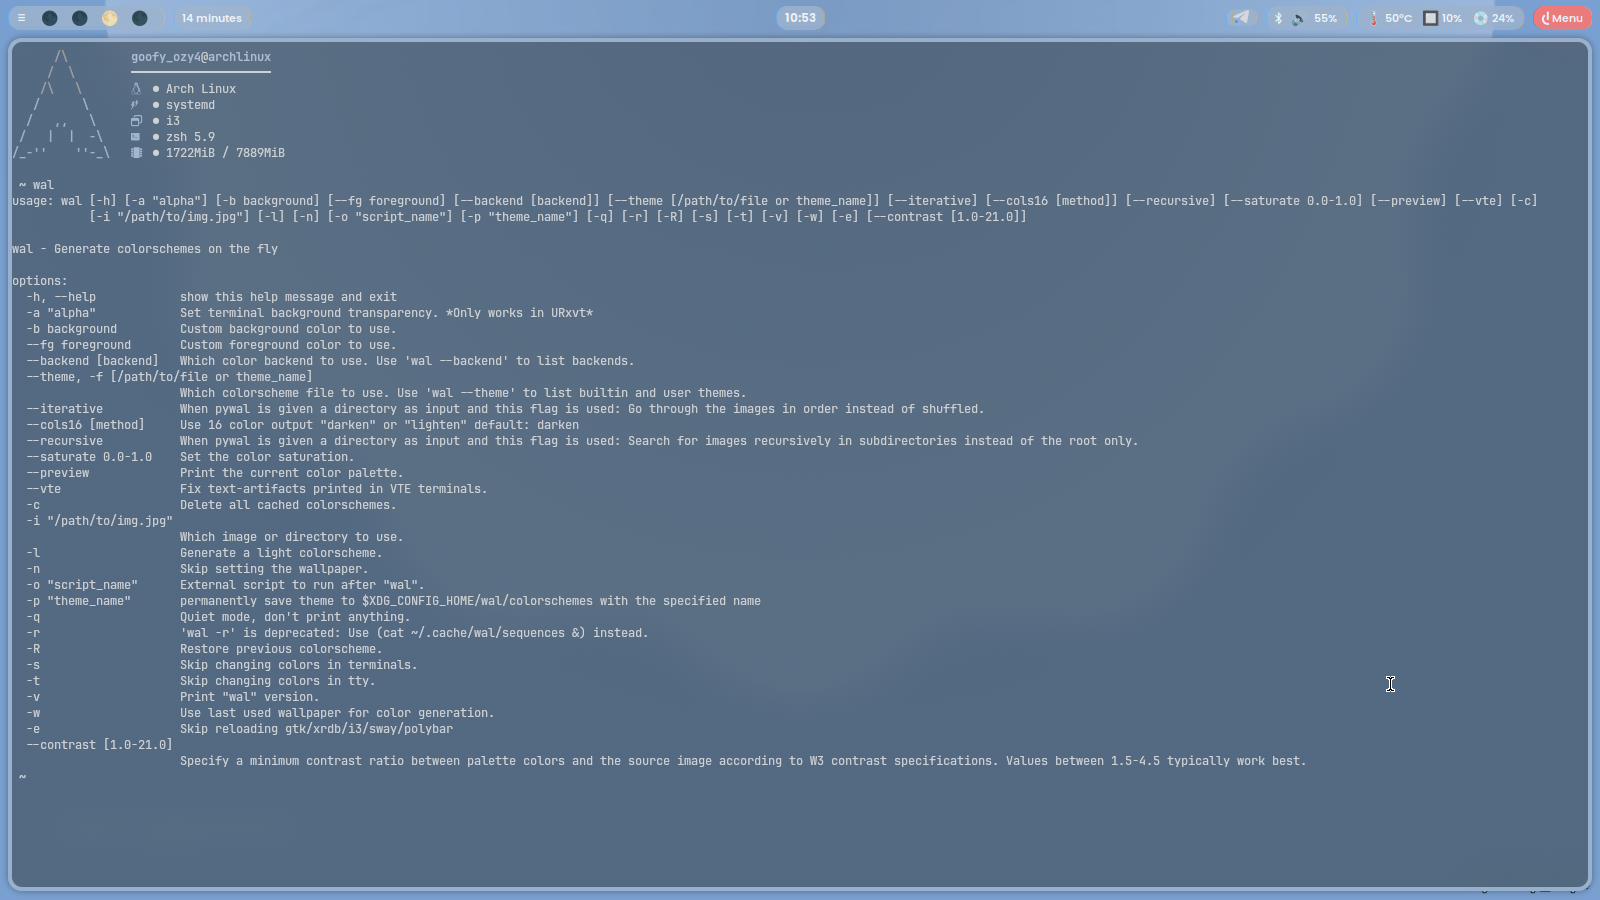 14 minutes
10:53
55%
50°C
10%
24%
Menu
goofy_ozy4@archlinux
● Arch Linux
● systemd
● i3
● zsh 5.9
● 1722MiB / 7889MiB
~ wal
usage: wal [-h] [-a "alpha"] [-b background] [--fg foreground] [--backend [backend]] [--theme [/path/to/file or theme_name]] [--iterative] [--cols16 [method]] [--recursive] [--saturate 0.0-1.0] [--preview] [--vte] [-c]
[-i "/path/to/img.jpg"] [-l] [-n] [-o "script_name"] [-p "theme_name"] [-q] [-r] [-R] [-s] [-t] [-v] [-w] [-e] [--contrast [1.0-21.0]]
wal - Generate colorschemes on the fly
options:
-h, --help show this help message and exit
-a "alpha" Set terminal background transparency. *Only works in URxvt*
-b background Custom background color to use.
--fg foreground Custom foreground color to use.
--backend [backend] Which color backend to use. Use 'wal --backend' to list backends.
--theme, -f [/path/to/file or theme_name]
Which colorscheme file to use. Use 'wal --theme' to list builtin and user themes.
--iterative When pywal is given a directory as input and this flag is used: Go through the images in order instead of shuffled.
--cols16 [method] Use 16 color output "darken" or "lighten" default: darken
--recursive When pywal is given a directory as input and this flag is used: Search for images recursively in subdirectories instead of the root only.
--saturate 0.0-1.0 Set the color saturation.
--preview Print the current color palette.
--vte Fix text-artifacts printed in VTE terminals.
-c Delete all cached colorschemes.
-i "/path/to/img.jpg"
Which image or directory to use.
-l Generate a light colorscheme.
-n Skip setting the wallpaper.
-o "script_name" External script to run after "wal".
-p "theme_name" permanently save theme to $XDG_CONFIG_HOME/wal/colorschemes with the specified name
-q Quiet mode, don't print anything.
-r 'wal -r' is deprecated: Use (cat ~/.cache/wal/sequences &) instead.
-R Restore previous colorscheme.
-s Skip changing colors in terminals.
-t Skip changing colors in tty.
-v Print "wal" version.
-w Use last used wallpaper for color generation.
-e Skip reloading gtk/xrdb/i3/sway/polybar
--contrast [1.0-21.0]
Specify a minimum contrast ratio between palette colors and the source image according to W3 contrast specifications. Values between 1.5-4.5 typically work best.
~